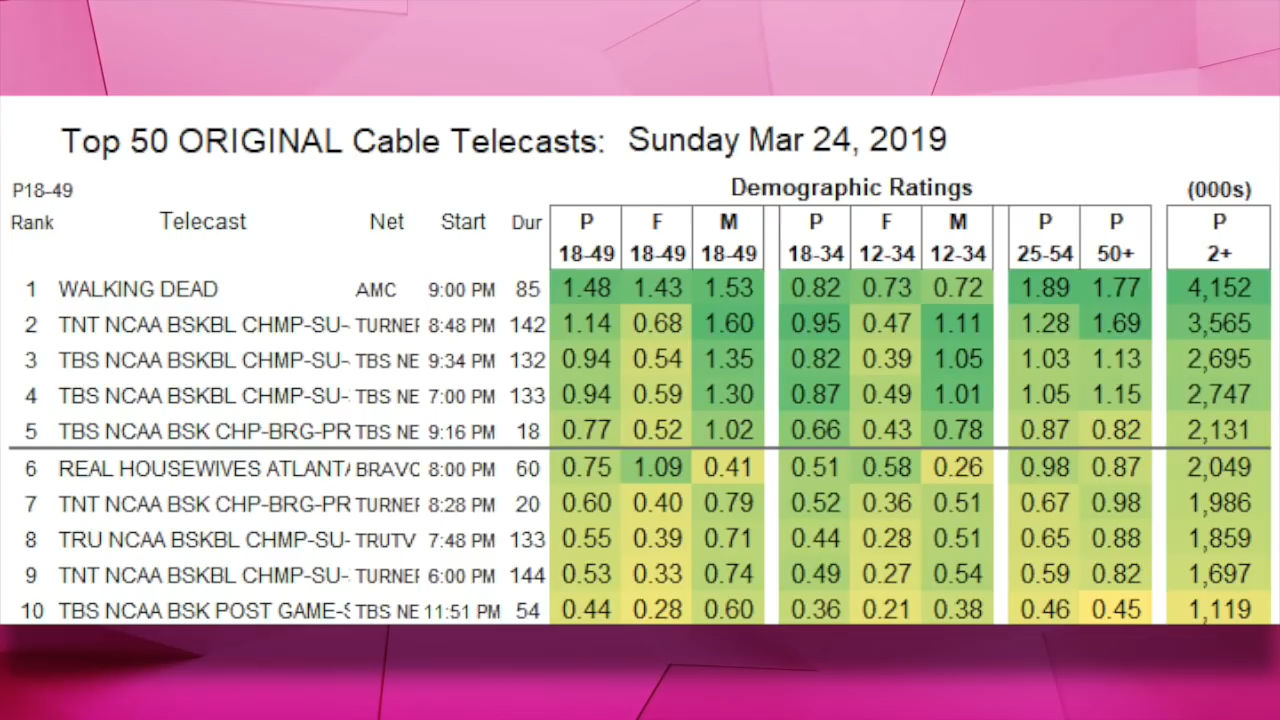 Top 50 ORIGINAL Cable Telecasts: Sunday Mar 24, 2019
P18-49 Demographic Ratings (000s)
Rank Telecast Net Start Dur P F M P F M P P P
18-49 18-49 18-49 18-34 12-34 12-34 25-54 50+ 2+
1 WALKING DEAD AMC 9:00 PM 85 1.48 1.43 1.53 0.82 0.73 0.72 1.89 1.77 4,152
2 TNT NCAA BSKBL CHMP-SU- TURNER 8:48 PM 142 1.14 0.68 1.60 0.95 0.47 1.11 1.28 1.69 3,565
3 TBS NCAA BSKBL CHMP-SU- TBS NE 9:34 PM 132 0.94 0.54 1.35 0.82 0.39 1.05 1.03 1.13 2,695
4 TBS NCAA BSKBL CHMP-SU- TBS NE 7:00 PM 133 0.94 0.59 1.30 0.87 0.49 1.01 1.05 1.15 2,747
5 TBS NCAA BSK CHP-BRG-PR TBS NE 9:16 PM 18 0.77 0.52 1.02 0.66 0.43 0.78 0.87 0.82 2,131
6 REAL HOUSEWIVES ATLANTA BRAVO 8:00 PM 60 0.75 1.09 0.41 0.51 0.58 0.26 0.98 0.87 2,049
7 TNT NCAA BSK CHP-BRG-PR TURNER 8:28 PM 20 0.60 0.40 0.79 0.52 0.36 0.51 0.67 0.98 1,986
8 TRU NCAA BSKBL CHMP-SU- TRUTV 7:48 PM 133 0.55 0.39 0.71 0.44 0.28 0.51 0.65 0.88 1,859
9 TNT NCAA BSKBL CHMP-SU- TURNER 6:00 PM 144 0.53 0.33 0.74 0.49 0.27 0.54 0.59 0.82 1,697
10 TBS NCAA BSK POST GAME-S TBS NE 11:51 PM 54 0.44 0.28 0.60 0.36 0.21 0.38 0.46 0.45 1,119